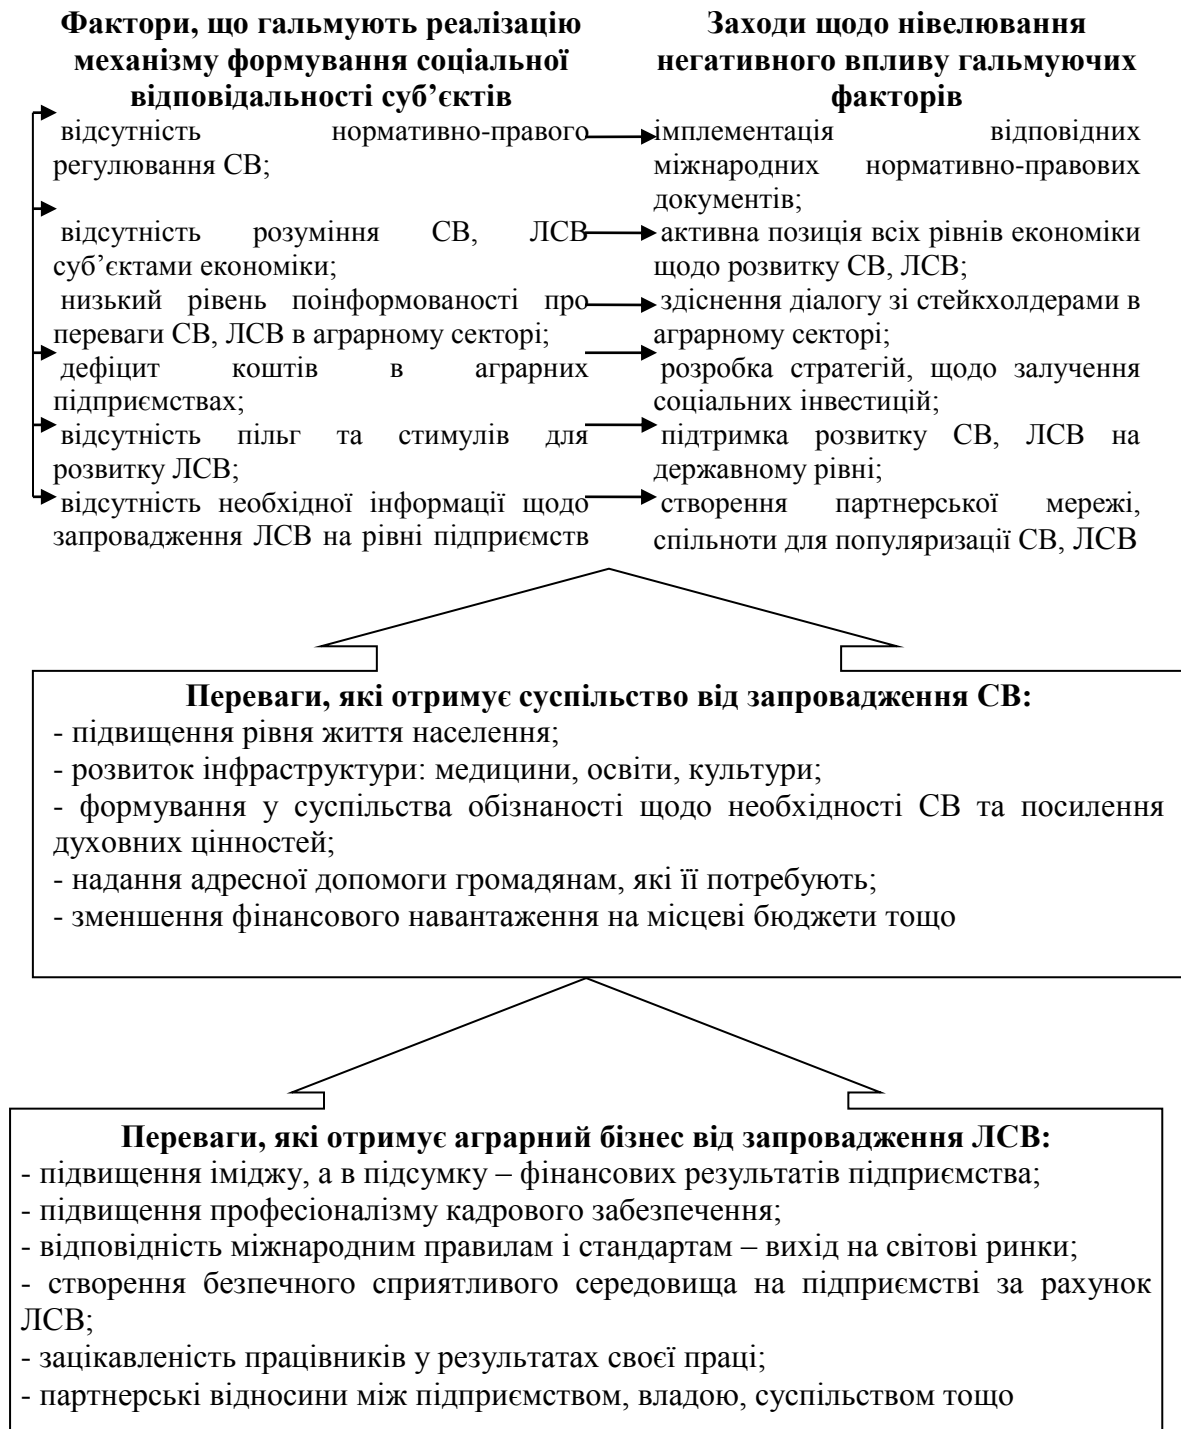 Фактори, що гальмують реалізацію
механізму формування соціальної
відповідальності суб’єктів
відсутність нормативно-правого
регулювання СВ;
відсутність розуміння СВ, ЛСВ
суб’єктами економіки;
низький рівень поінформованості про
переваги СВ, ЛСВ в аграрному секторі;
дефіцит коштів в аграрних
підприємствах;
відсутність пільг та стимулів для
розвитку ЛСВ;
відсутність необхідної інформації щодо
запровадження ЛСВ на рівні підприємств
Заходи щодо нівелювання
негативного впливу гальмуючих
факторів
імплементація відповідних
міжнародних нормативно-правових
документів;
активна позиція всіх рівнів економіки
щодо розвитку СВ, ЛСВ;
здіснення діалогу зі стейкхолдерами в
аграрному секторі;
розробка стратегій, щодо залучення
соціальних інвестицій;
підтримка розвитку СВ, ЛСВ на
державному рівні;
створення партнерської мережі,
спільноти для популяризації СВ, ЛСВ
Переваги, які отримує суспільство від запровадження СВ:
- підвищення рівня життя населення;
- розвиток інфраструктури: медицини, освіти, культури;
- формування у суспільства обізнаності щодо необхідності СВ та посилення
духовних цінностей;
- надання адресної допомоги громадянам, які її потребують;
- зменшення фінансового навантаження на місцеві бюджети тощо
Переваги, які отримує аграрний бізнес від запровадження ЛСВ:
- підвищення іміджу, а в підсумку – фінансових результатів підприємства;
- підвищення професіоналізму кадрового забезпечення;
- відповідність міжнародним правилам і стандартам – вихід на світові ринки;
- створення безпечного сприятливого середовища на підприємстві за рахунок
ЛСВ;
- зацікавленість працівників у результатах своєї праці;
- партнерські відносини між підприємством, владою, суспільством тощо